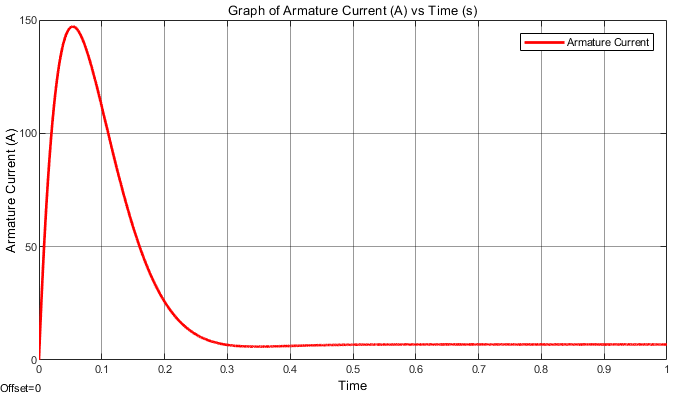 Graph of Armature Current (A) vs Time (s)
Armature Current
Armature Current (A)
150
100
50
0
0 0.1 0.2 0.3 0.4 0.5 0.6 0.7 0.8 0.9 1
Time
Offset=0